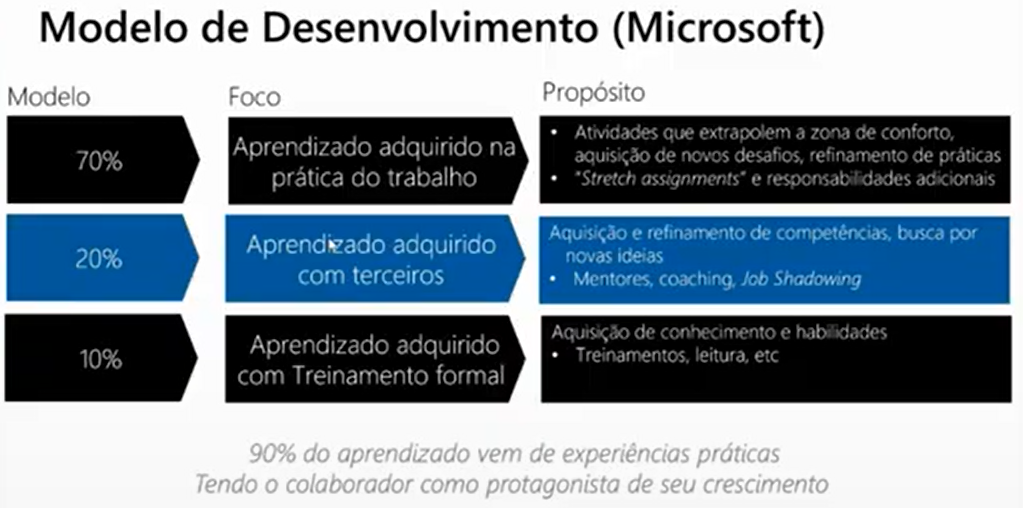 Modelo de Desenvolvimento (Microsoft)
Modelo
Foco
Propósito
70%
Aprendizado adquirido na
prática do trabalho
• Atividades que extrapolem a zona de conforto,
aquisição de novos desafios, refinamento de práticas
• "Stretch assignments" e responsabilidades adicionais
20%
Aprendizado adquirido
com terceiros
Aquisição e refinamento de competências, busca por
novas ideias
• Mentores, coaching, Job Shadowing
10%
Aprendizado adquirido
com Treinamento formal
Aquisição de conhecimento e habilidades
• Treinamentos, leitura, etc
90% do aprendizado vem de experiências práticas
Tendo o colaborador como protagonista de seu crescimento